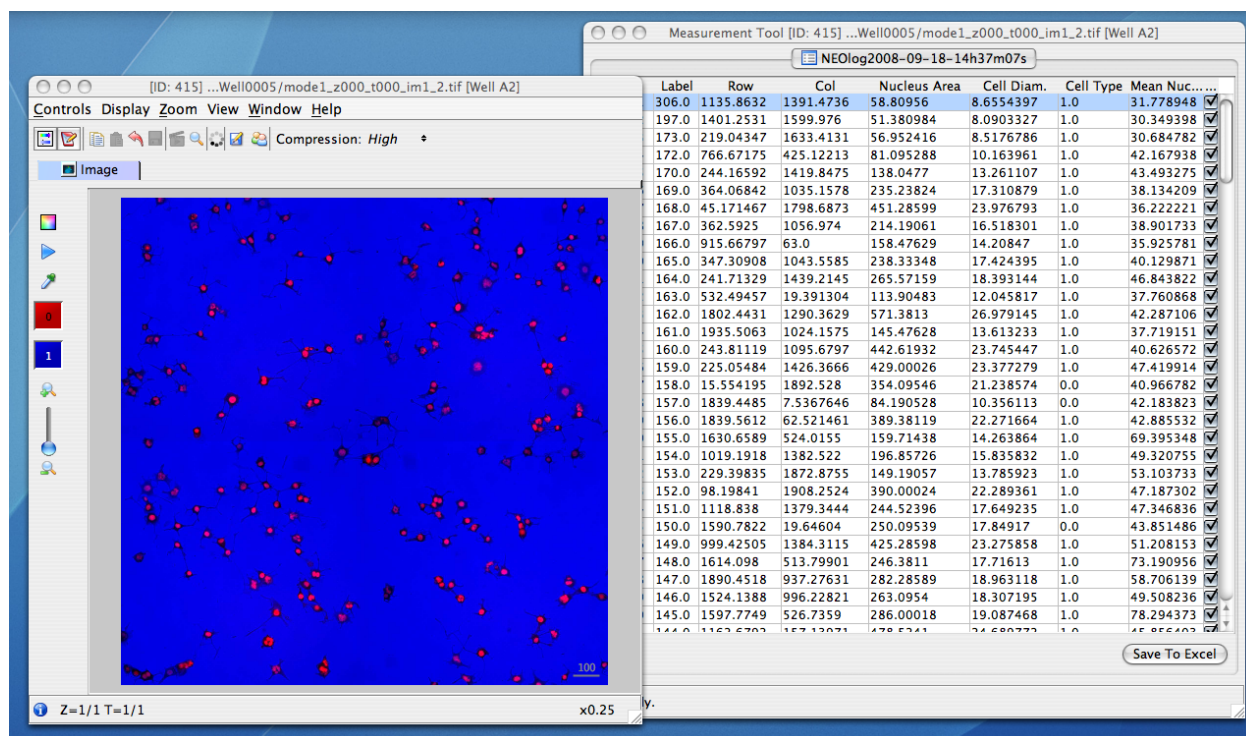 Measurement Tool [ID: 415] ...Well0005/mode1_z000_t000_im1_2.tif [Well A2]
NEOlog2008-09-18-14h37m07s
[ID: 415] ...Well0005/mode1_z000_t000_im1_2.tif [Well A2]
Controls Display Zoom View Window Help
Compression: High
Image
0
1
100
Z=1/1 T=1/1
x0.25
Label Row Col Nucleus Area Cell Diam. Cell Type Mean Nuc... ...
306.0 1135.8632 1391.4736 58.80956 8.6554397 1.0 31.778948
197.0 1401.2531 1599.976 51.380984 8.0903327 1.0 30.349398
173.0 219.04347 1633.4131 56.952416 8.5176786 1.0 30.684782
172.0 766.67175 425.12213 81.095288 10.163961 1.0 42.167938
170.0 244.16592 1419.8475 138.0477 13.261107 1.0 43.493275
169.0 364.06842 1035.1578 235.23824 17.310879 1.0 38.134209
168.0 45.171467 1798.6873 451.28599 23.976793 1.0 36.222221
167.0 362.5925 1056.974 214.19061 16.518301 1.0 38.901733
166.0 915.66797 63.0 158.47629 14.20847 1.0 35.925781
165.0 347.30908 1043.5585 238.33348 17.424395 1.0 40.129871
164.0 241.71329 1439.2145 265.57159 18.393144 1.0 46.843822
163.0 532.49457 19.391304 113.90483 12.045817 1.0 37.760868
162.0 1802.4431 1290.3629 571.3813 26.979145 1.0 42.287106
161.0 1935.5063 1024.1575 145.47628 13.613233 1.0 37.719151
160.0 243.81119 1095.6797 442.61932 23.745447 1.0 40.626572
159.0 225.05484 1426.3666 429.00026 23.377279 1.0 47.419914
158.0 15.554195 1892.528 354.09546 21.238574 0.0 40.966782
157.0 1839.4485 7.5367646 84.190528 10.356113 0.0 42.183823
156.0 1839.5612 62.521461 389.38119 22.271664 1.0 42.885532
155.0 1630.6589 524.0155 159.71438 14.263864 1.0 69.395348
154.0 1019.1918 1382.522 196.85726 15.835832 1.0 49.320755
153.0 229.39835 1872.8755 149.19057 13.785923 1.0 53.103733
152.0 98.19841 1908.2524 390.00024 22.289361 1.0 47.187302
151.0 1118.838 1379.3444 244.52396 17.649235 1.0 47.346836
150.0 1590.7822 19.64604 250.09539 17.84917 0.0 43.851486
149.0 999.42505 1384.3115 425.28598 23.275858 1.0 51.208153
148.0 1614.098 513.79901 246.3811 17.71613 1.0 73.190956
147.0 1890.4518 937.27631 282.28589 18.963118 1.0 58.706139
146.0 1524.1388 996.22821 263.0954 18.307195 1.0 49.508236
145.0 1597.7749 526.7359 286.00018 19.087468 1.0 78.294373
Save To Excel